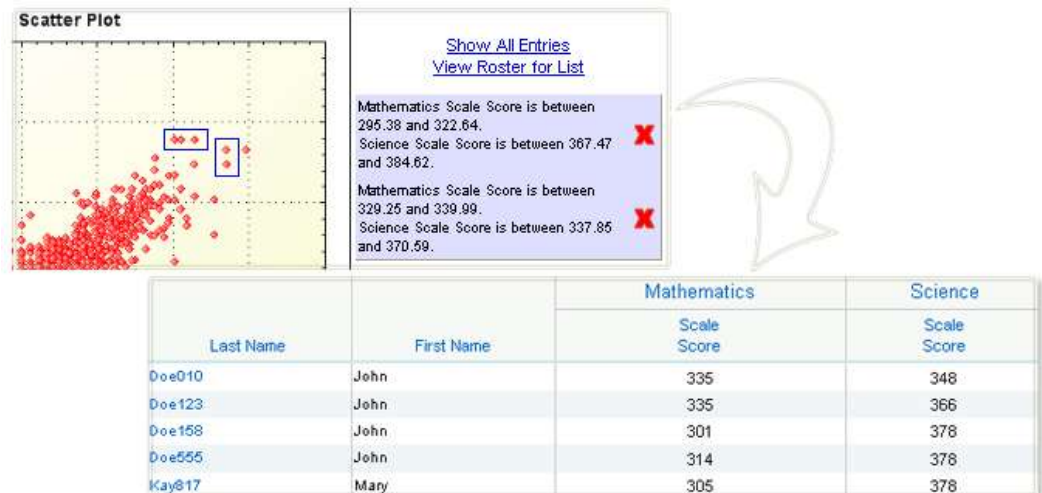 Scatter Plot
Show All Entries
View Roster for List
Mathematics Scale Score is between
295.38 and 322.64.
Science Scale Score is between 367.47
and 384.62.
X
Mathematics Scale Score is between
329.25 and 339.99.
Science Scale Score is between 337.85
and 370.59.
X
Mathematics Science
Last Name First Name Scale Score Scale Score
Doe010 John 335 348
Doe123 John 335 366
Doe158 John 301 378
Doe555 John 314 378
Kay817 Mary 305 378